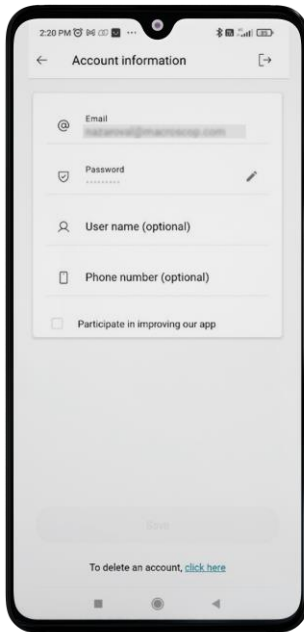 2:20 PM
Account information
Email
Password
User name (optional)
Phone number (optional)
Participate in improving our app
Save
To delete an account, click here